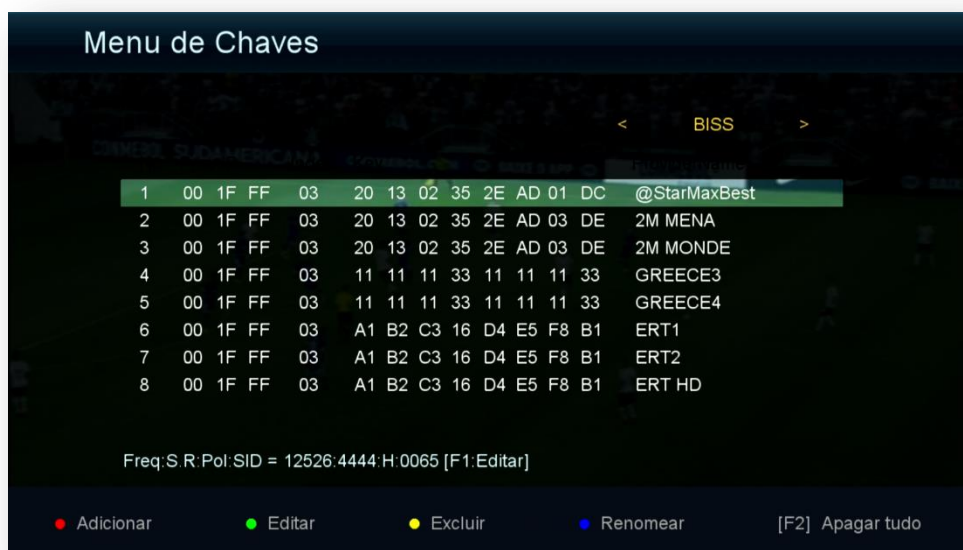 Menu de Chaves
< BISS >
CONMEBOL SUDAMERICANA
1 00 1F FF 03 20 13 02 35 2E AD 01 DC @StarMaxBest
2 00 1F FF 03 20 13 02 35 2E AD 03 DE 2M MENA
3 00 1F FF 03 20 13 02 35 2E AD 03 DE 2M MONDE
4 00 1F FF 03 11 11 11 33 11 11 11 33 GREECE3
5 00 1F FF 03 11 11 11 33 11 11 11 33 GREECE4
6 00 1F FF 03 A1 B2 C3 16 D4 E5 F8 B1 ERT1
7 00 1F FF 03 A1 B2 C3 16 D4 E5 F8 B1 ERT2
8 00 1F FF 03 A1 B2 C3 16 D4 E5 F8 B1 ERT HD
Freq:S.R:Pol:SID = 12526:4444:H:0065 [F1:Editar]
Adicionar Editar Excluir Renomear [F2] Apagar tudo